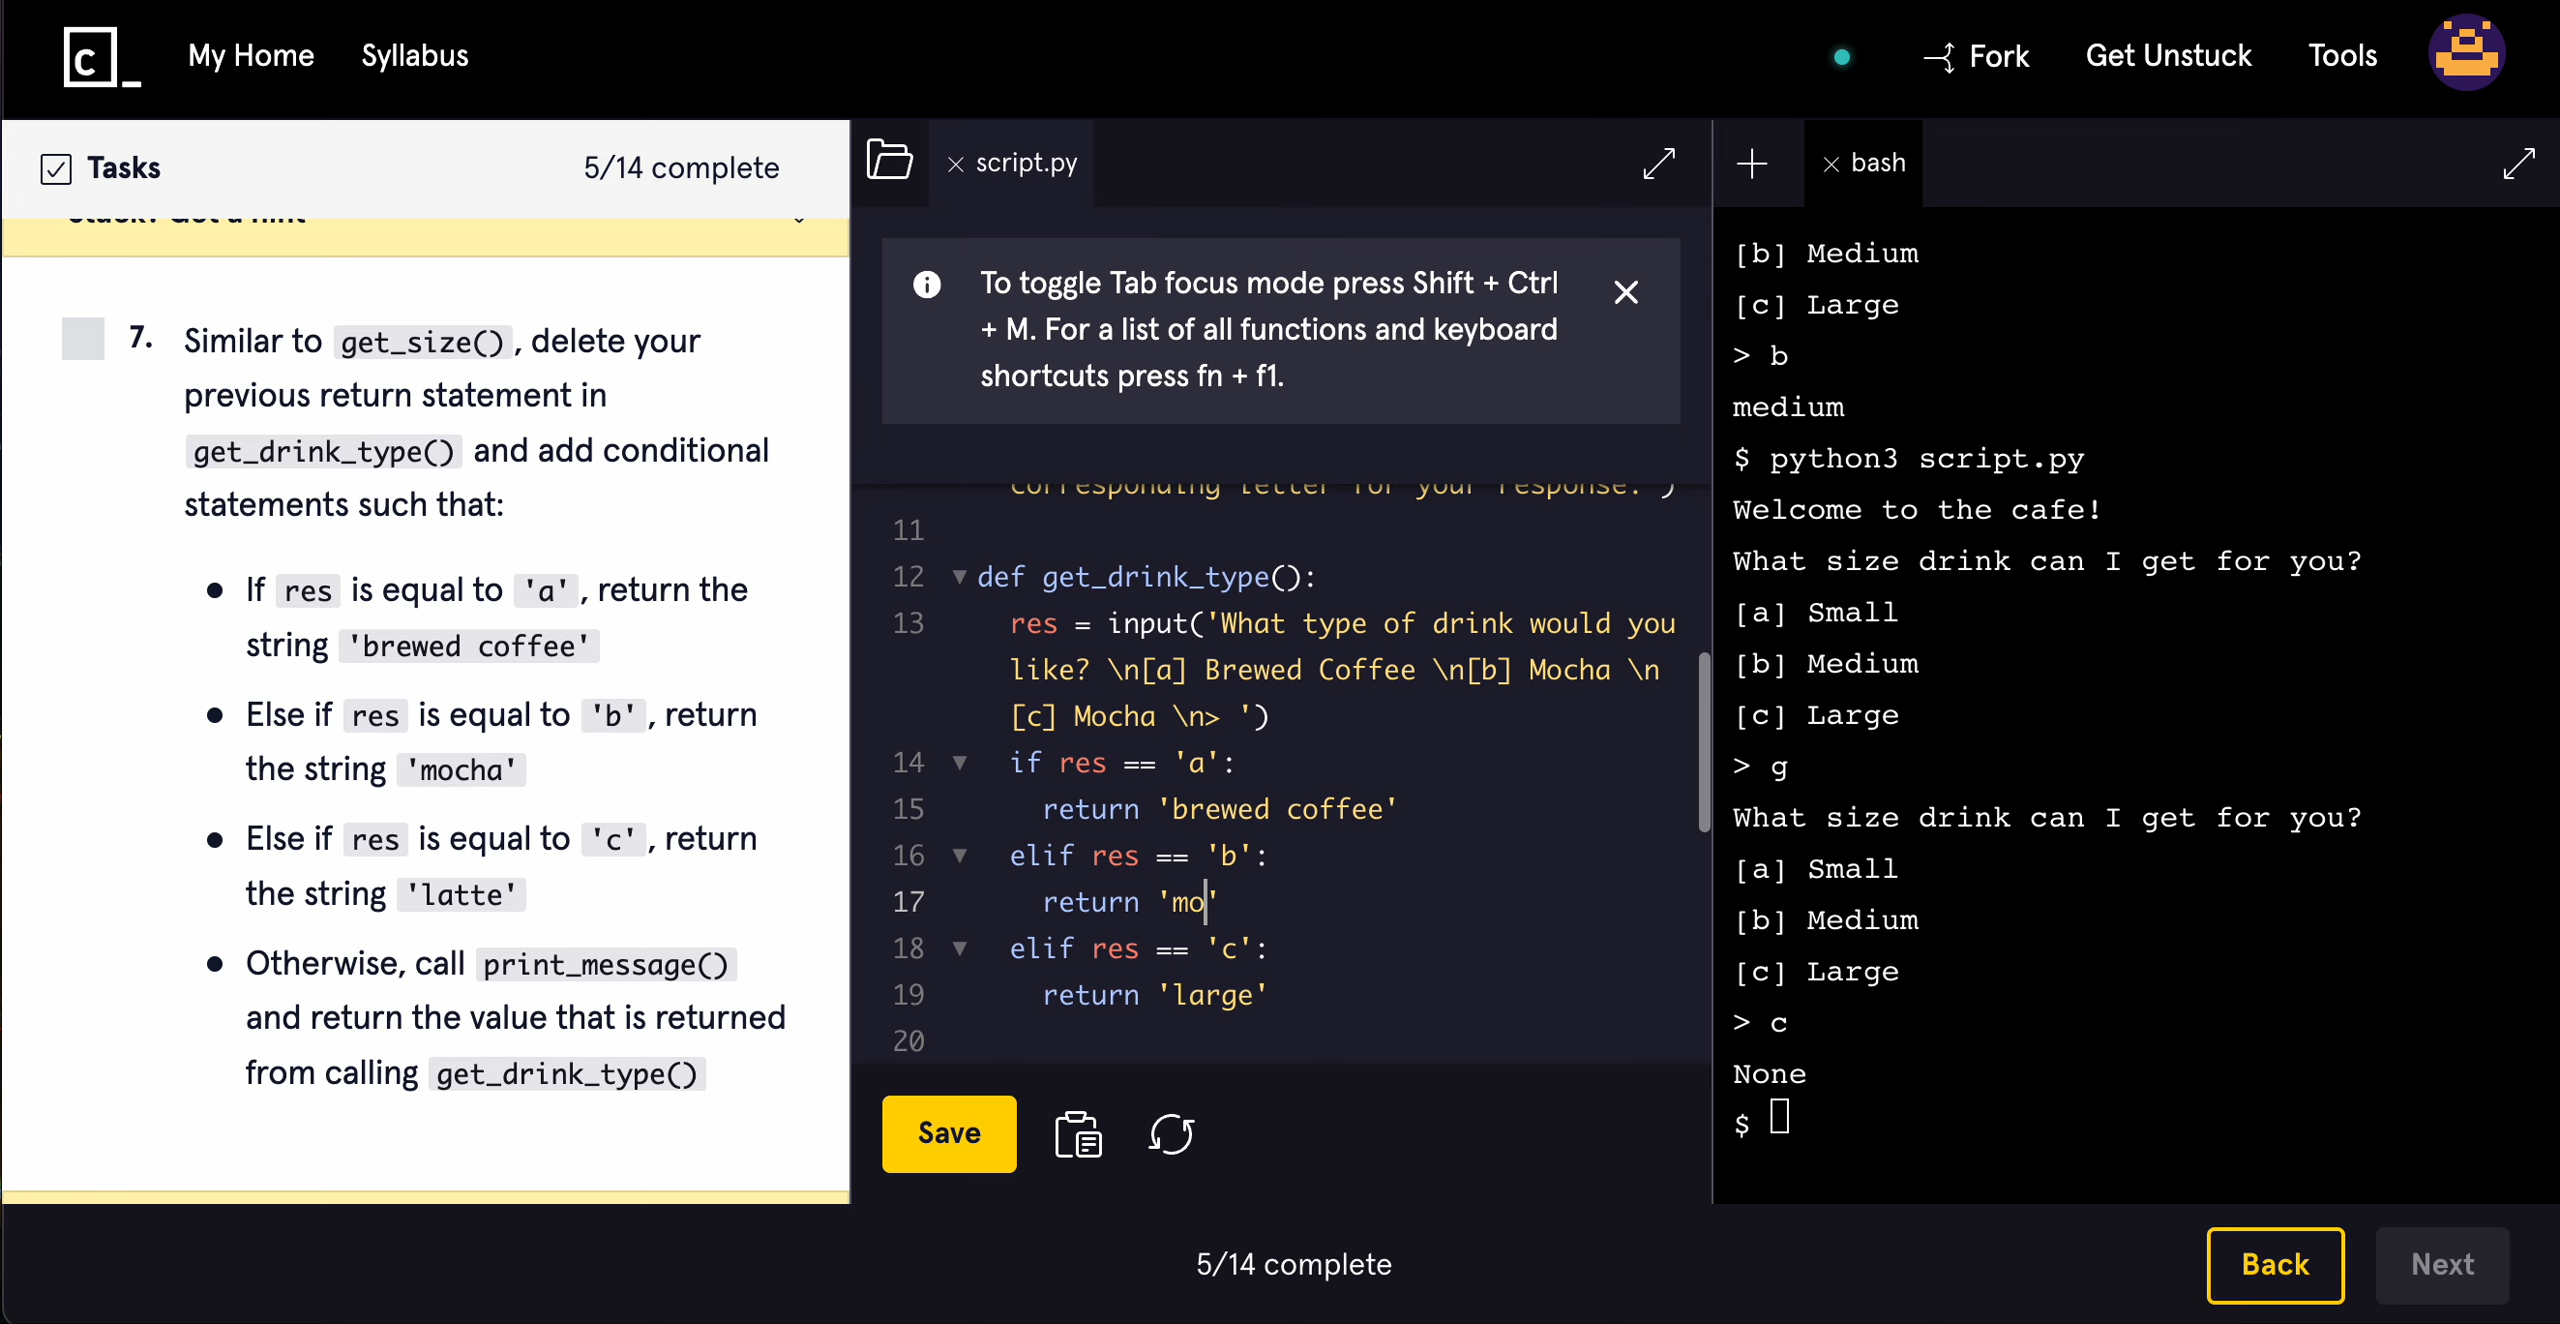 C_
My Home
Syllabus
Fork
Get Unstuck
Tools
Tasks
5/14 complete
7.
Similar to get_size(), delete your
previous return statement in
get_drink_type() and add conditional
statements such that:
If res is equal to 'a', return the
string 'brewed coffee'
Else if res is equal to 'b', return
the string 'mocha'
Else if res is equal to 'c', return
the string 'latte'
Otherwise, call print_message()
and return the value that is returned
from calling get_drink_type()
script.py
To toggle Tab focus mode press Shift + Ctrl
+ M. For a list of all functions and keyboard
shortcuts press fn + f1.
corresponding letter for your response.')
11
12 def get_drink_type():
13 res = input('What type of drink would you
like? \n[a] Brewed Coffee \n[b] Mocha \n
[c] Mocha \n> ')
14 if res == 'a':
15 return 'brewed coffee'
16 elif res == 'b':
17 return 'mo'
18 elif res == 'c':
19 return 'large'
20
Save
bash
[b] Medium
[c] Large
> b
medium
$ python3 script.py
Welcome to the cafe!
What size drink can I get for you?
[a] Small
[b] Medium
[c] Large
> g
What size drink can I get for you?
[a] Small
[b] Medium
[c] Large
> c
None
$
5/14 complete
Back
Next